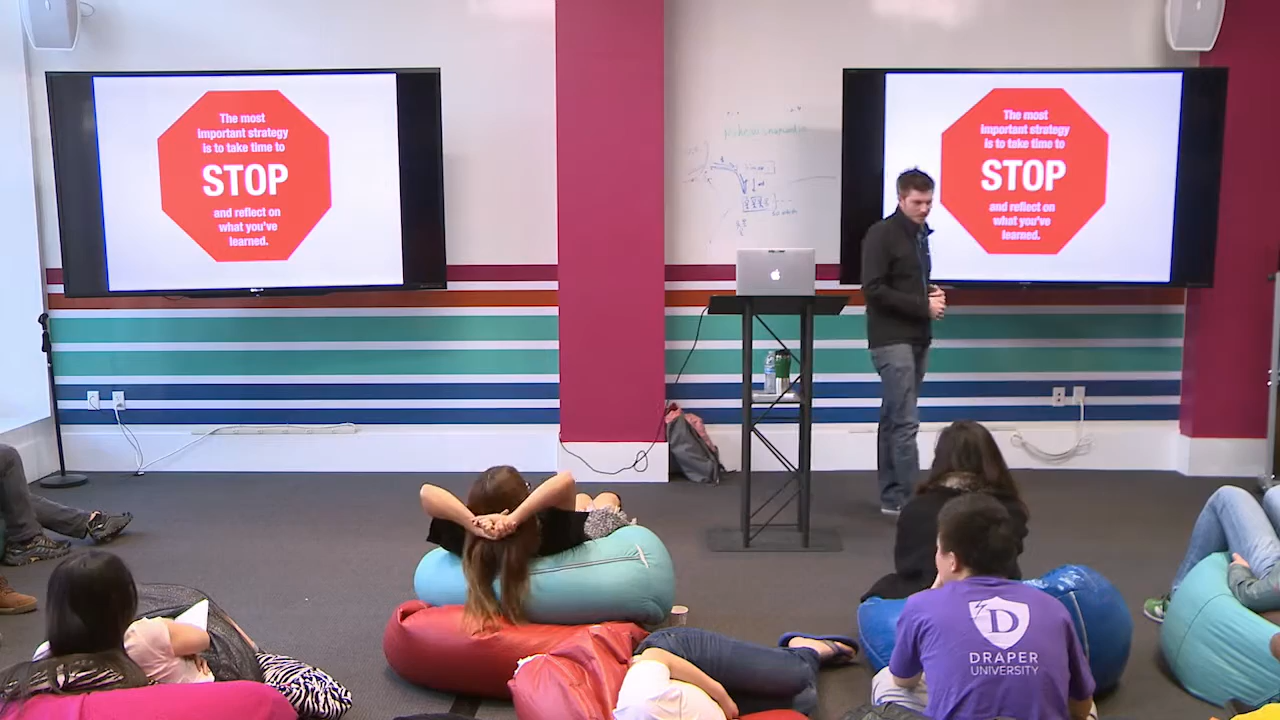 The most
important strategy
is to take time to
STOP
and reflect on
what you've
learned.
The most
important strategy
is to take time to
STOP
and reflect on
what you've
learned.
D
DRAPER
UNIVERSITY